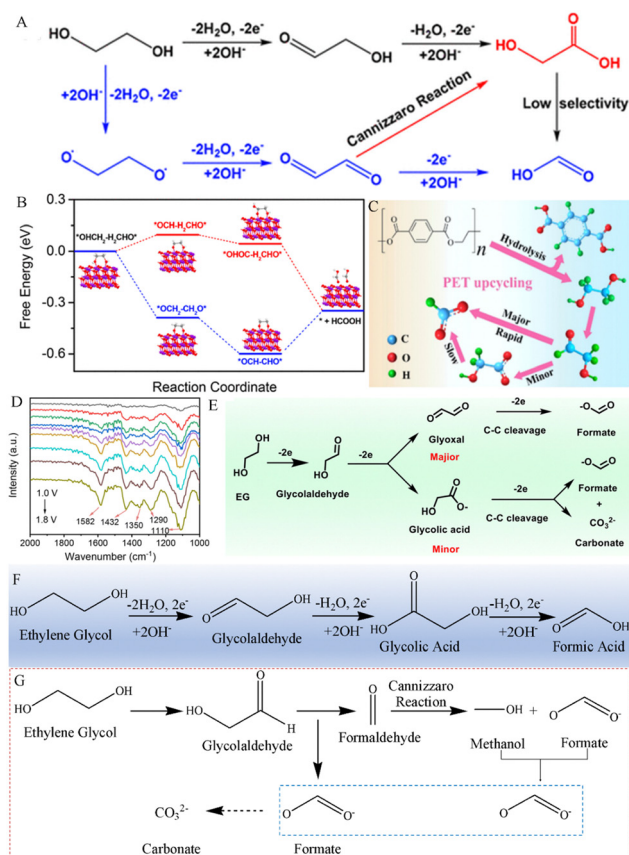 A
HO
OH
-2H₂O, -2e⁻
+2OH⁻
O
OH
-H₂O, -2e⁻
+2OH⁻
HO
O
OH
+2OH⁻
-2H₂O, -2e⁻
Cannizzaro Reaction
Low
selectivity
O
O
-2H₂O, -2e⁻
+2OH⁻
O
O
-2e⁻
+2OH⁻
HO
O
B
Free Energy (eV)
0.3
0.0
-0.3
-0.6
*OHCH₂-H₂CHO*
*OCH-H₂CHO*
*OHOC-H₂CHO*
*OCH₂-CH₂O*
*OCH-CHO*
* + HCOOH
Reaction Coordinate
C
n
Hydrolysis
PET upcycling
Major
Rapid
Slow
Minor
C
O
H
D
Intensity (a.u.)
1.0 V
1.8 V
1582
1432
1350
1290
1110
2000 1800 1600 1400 1200 1000
Wavenumber (cm⁻¹)
E
OH
HO
EG
-2e
O
HO
Glycolaldehyde
-2e
O
O
Glyoxal
Majior
-2e
C-C cleavage
-O
O
Formate
HO
O
O-
Glycolic acid
Minor
-2e
C-C cleavage
-O
O
Formate
+
CO₃²⁻
Carbonate
F
HO
OH
Ethylene Glycol
-2H₂O, 2e⁻
+2OH⁻
O
OH
Glycolaldehyde
-H₂O, 2e⁻
+2OH⁻
O
HO
OH
Glycolic Acid
-H₂O, 2e⁻
+2OH⁻
O
OH
Formic Acid
G
HO
OH
Ethylene Glycol
HO
O
H
Glycolaldehyde
O
Formaldehyde
Cannizzaro
Reaction
OH
Methanol
+
O
O⁻
Formate
CO₃²⁻
Carbonate
O
O⁻
Formate
O
O⁻